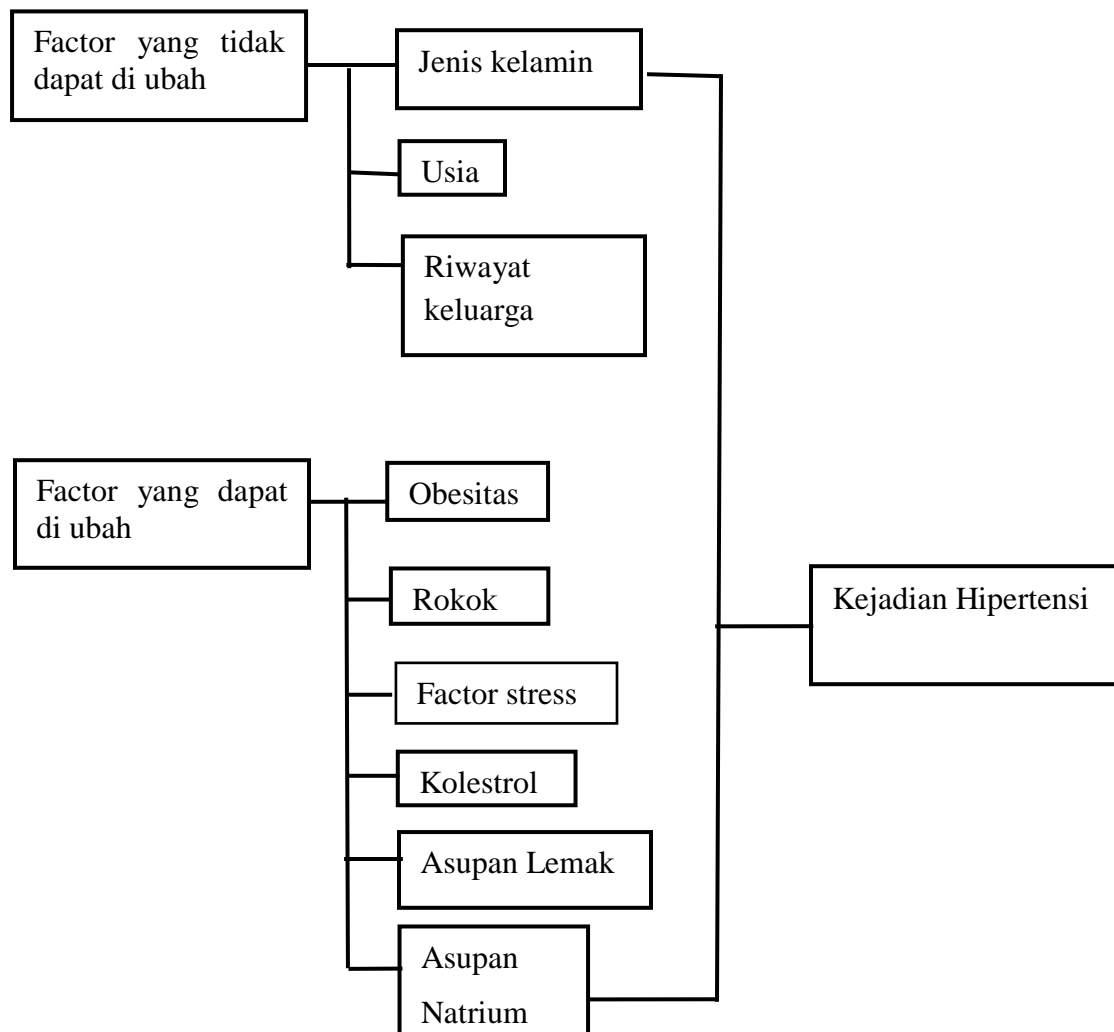 Factor yang tidak
dapat di ubah
Jenis kelamin
Usia
Riwayat
keluarga
Factor yang dapat
di ubah
Obesitas
Rokok
Factor stress
Kolestrol
Asupan Lemak
Asupan
Natrium
Kejadian Hipertensi